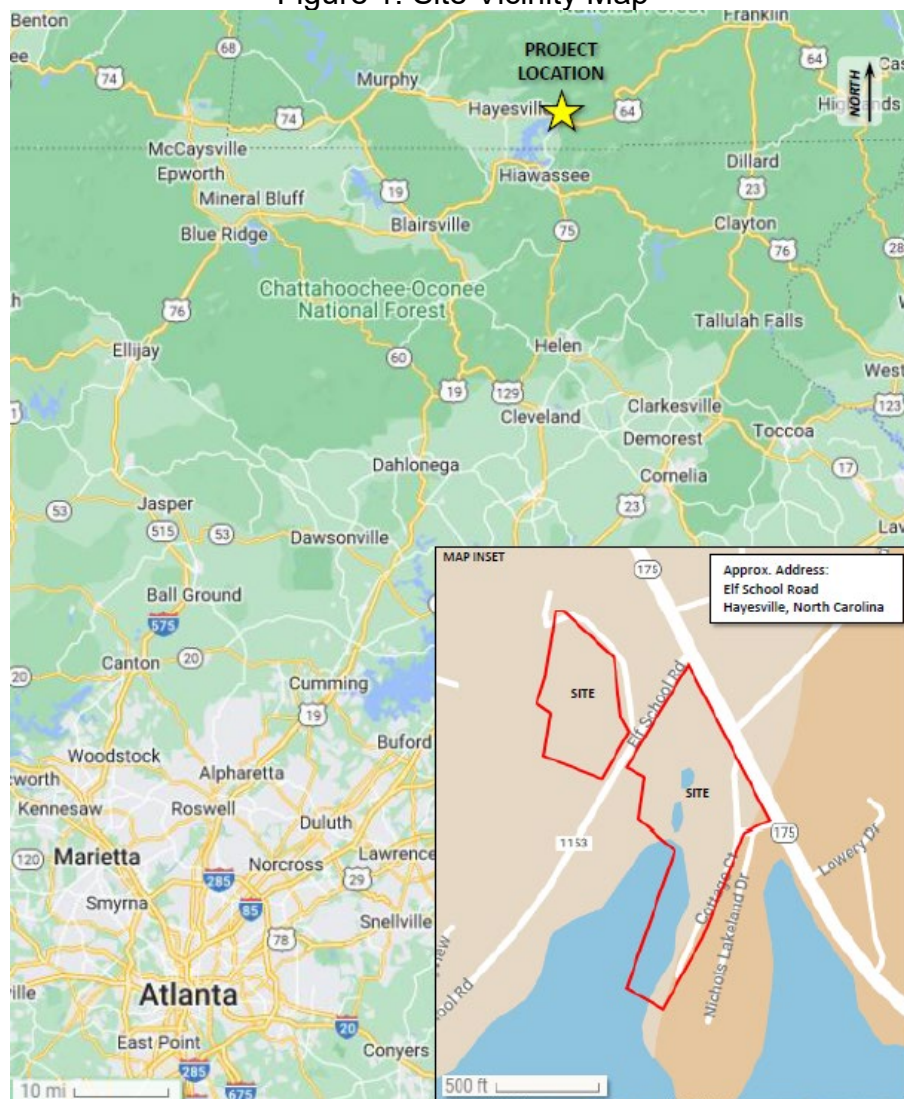 Figure 1: Site Vicinity Map
Benton
National Forest
Franklin
68
64
74
Murphy
PROJECT
LOCATION
NORTH
Hayesville
64
74
McCaysville
Epworth
Hiawassee
Dillard
19
23
Mineral Bluff
Blairsville
Clayton
Blue Ridge
75
76
28
Chattahoochee-Oconee
National Forest
76
Tallulah Falls
Helen
Ellijay
60
West
19
129
123
Cleveland
Clarkesville
Toccoa
Demorest
Dahlonega
Cornelia
17
Jasper
53
23
515
53
Dawsonville
Ball Ground
575
Canton
20
20
Cumming
19
Buford
Woodstock
Alpharetta
Kennesaw
Roswell
Duluth
120
Marietta
Norcross
Lawrence
285
29
Smyrna
85
Snellville
78
Atlanta
20
East Point
Conyers
285
675
10 mi
MAP INSET
175
Approx. Address:
Elf School Road
Hayesville, North Carolina
SITE
Elf School Rd
SITE
175
1153
Lowery Dr
Cottage Ct
Nichols Lakeland Dr
ool Rd
500 ft